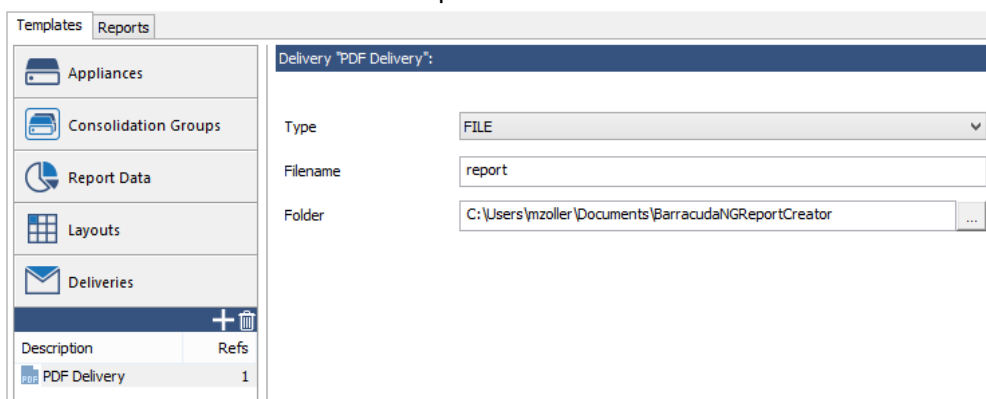 Templates Reports
Appliances
Consolidation Groups
Report Data
Layouts
Deliveries
Description Refs
PDF PDF Delivery 1
Delivery "PDF Delivery":
Type FILE
Filename report
Folder C:\Users\mzoller\Documents\BarracudaNGReportCreator ...